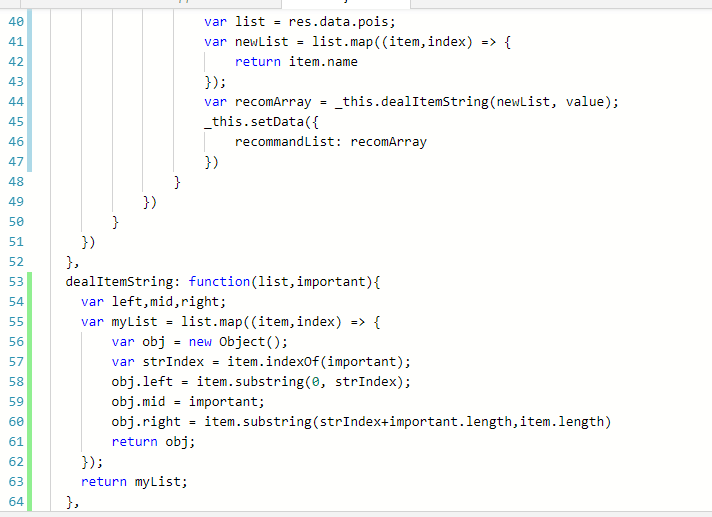 40 var list = res.data.pois;
41 var newList = list.map((item,index) => {
42 return item.name
43 });
44 var recomArray = _this.dealItemString(newList, value);
45 _this.setData({
46 recommandList: recomArray
47 })
48 }
49 })
50 }
51 })
52 },
53 dealItemString: function(list,important){
54 var left,mid,right;
55 var myList = list.map((item,index) => {
56 var obj = new Object();
57 var strIndex = item.indexOf(important);
58 obj.left = item.substring(0, strIndex);
59 obj.mid = important;
60 obj.right = item.substring(strIndex+important.length,item.length)
61 return obj;
62 });
63 return myList;
64 },